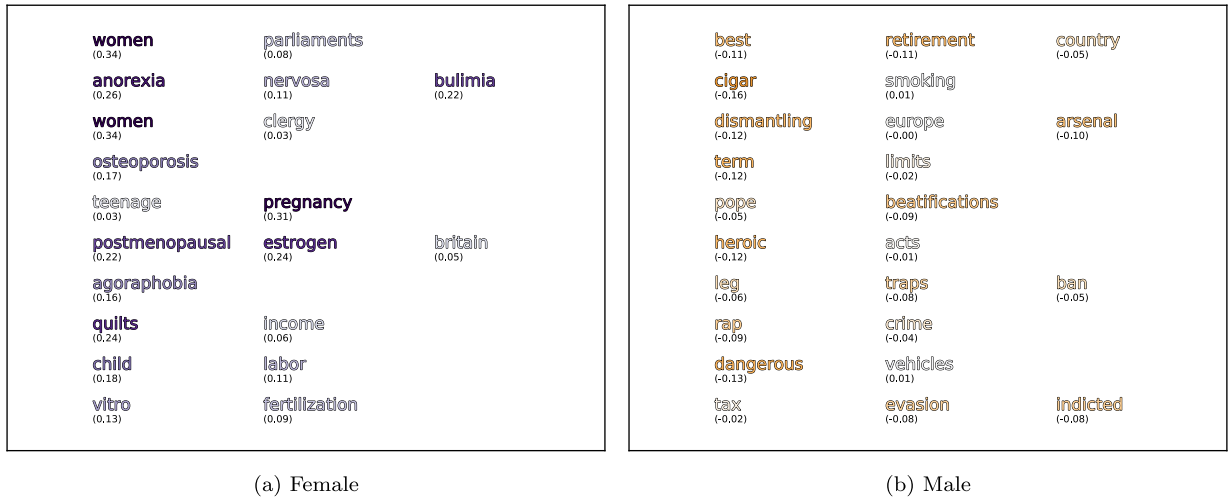 women parliaments
(0.34) (0.08)
anorexia nervosa bulimia
(0.26) (0.11) (0.22)
women clergy
(0.34) (0.03)
osteoporosis
(0.17)
teenage pregnancy
(0.03) (0.31)
postmenopausal estrogen britain
(0.22) (0.24) (0.05)
agoraphobia
(0.16)
quilts income
(0.24) (0.06)
child labor
(0.18) (0.11)
vitro fertilization
(0.13) (0.09)
(a) Female
best retirement country
(-0.11) (-0.11) (-0.05)
cigar smoking
(-0.16) (0.01)
dismantling europe arsenal
(-0.12) (-0.00) (-0.10)
term limits
(-0.12) (-0.02)
pope beatifications
(-0.05) (-0.09)
heroic acts
(-0.12) (-0.01)
leg traps ban
(-0.06) (-0.08) (-0.05)
rap crime
(-0.09) (-0.04)
dangerous vehicles
(-0.13) (0.01)
tax evasion indicted
(-0.02) (-0.08) (-0.08)
(b) Male